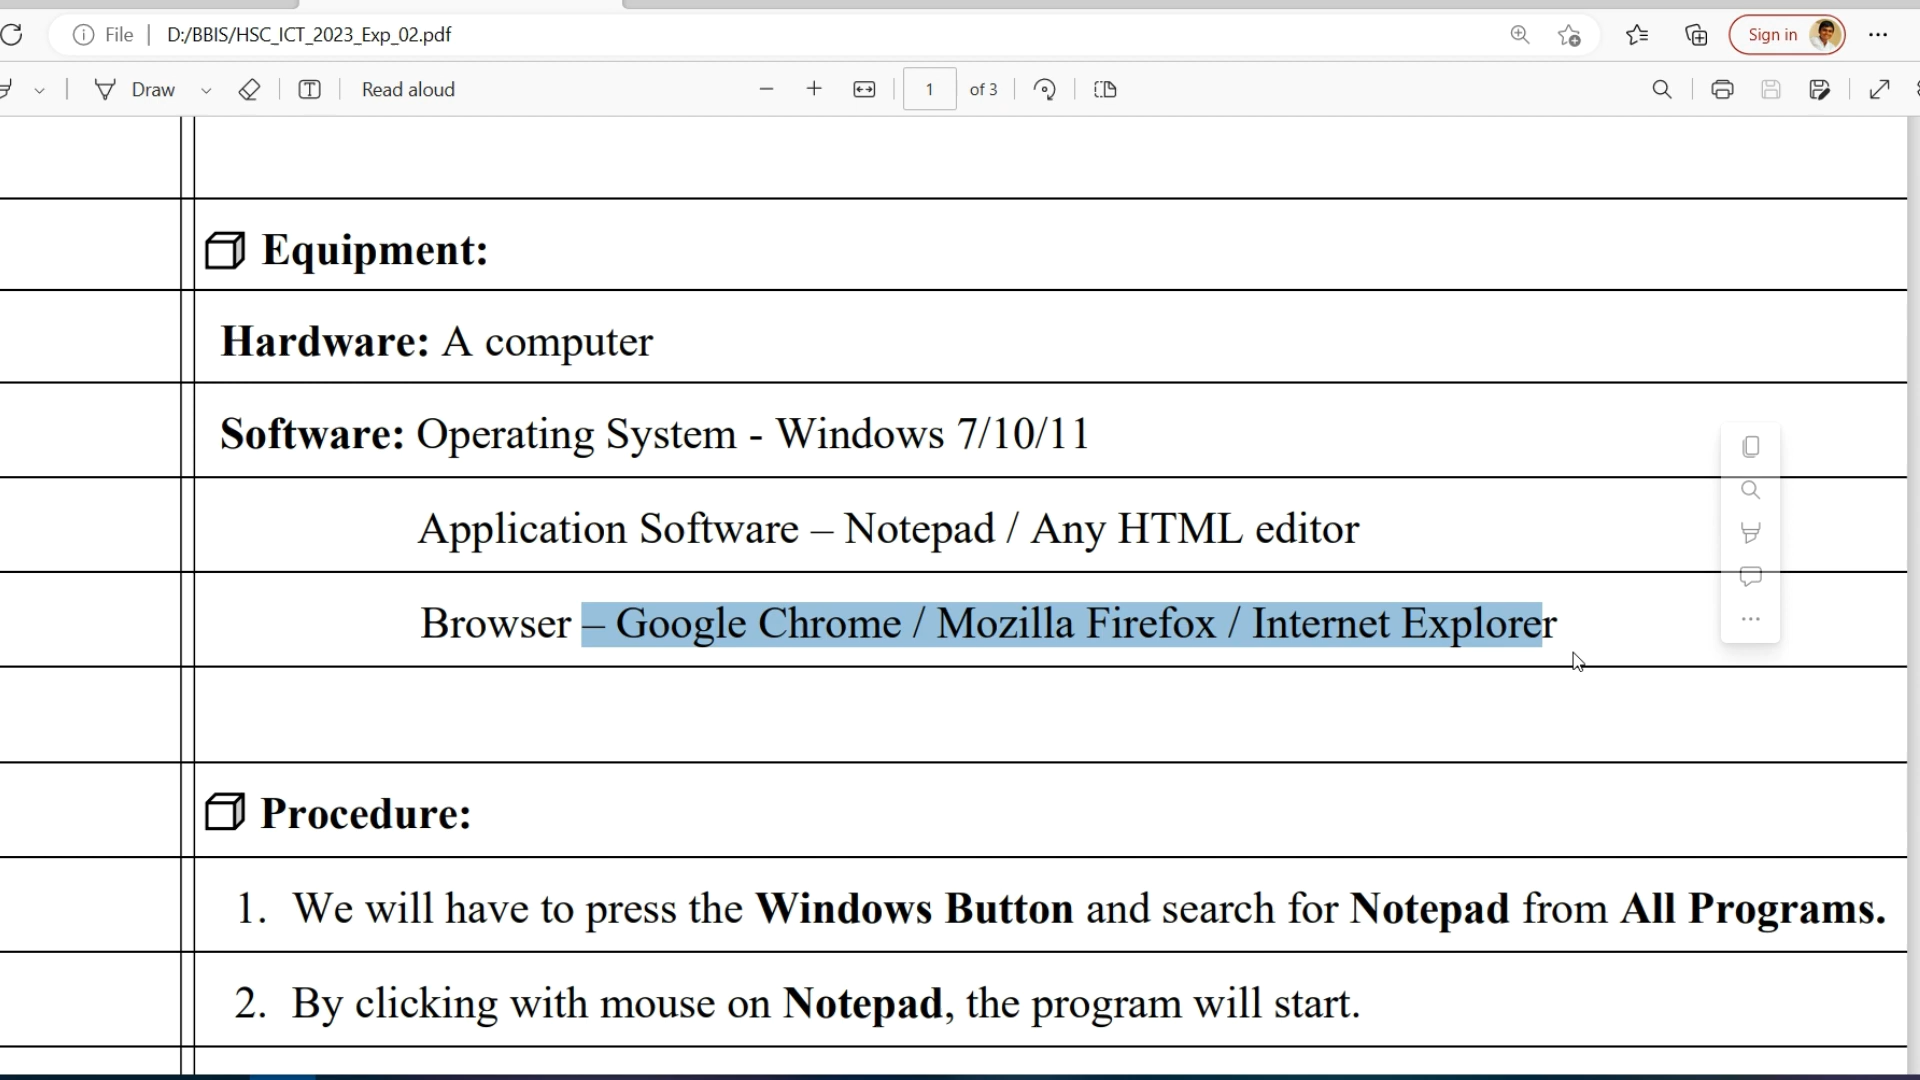 File | D:/BBIS/HSC_ICT_2023_Exp_02.pdf
Sign in
Draw
Read aloud
1 of 3
Equipment:
Hardware: A computer
Software: Operating System - Windows 7/10/11
Application Software – Notepad / Any HTML editor
Browser – Google Chrome / Mozilla Firefox / Internet Explorer
Procedure:
1. We will have to press the Windows Button and search for Notepad from All Programs.
2. By clicking with mouse on Notepad, the program will start.